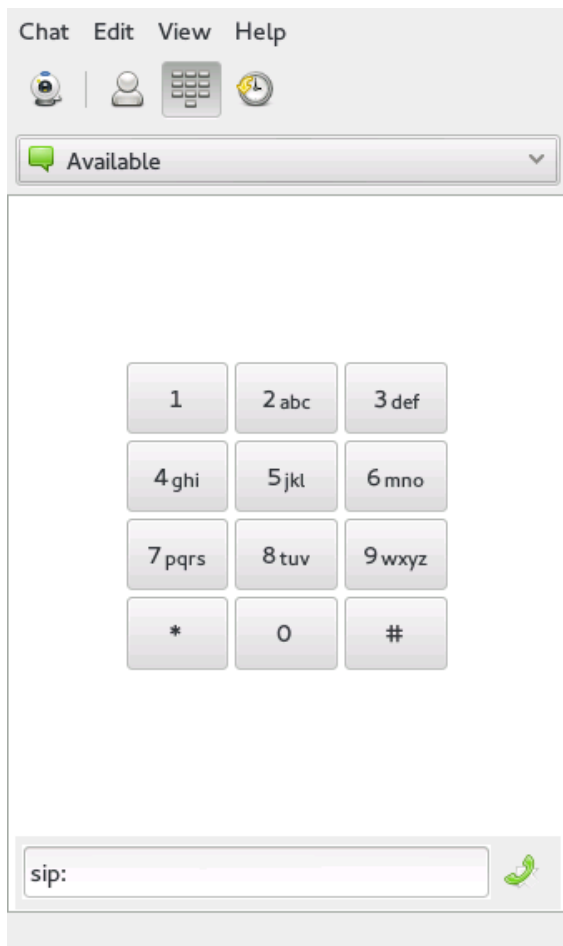 Chat Edit View Help
Available
1 2 abc 3 def
4 ghi 5 jkl 6 mno
7 pqrs 8 tuv 9 wxyz
* 0 #
sip: